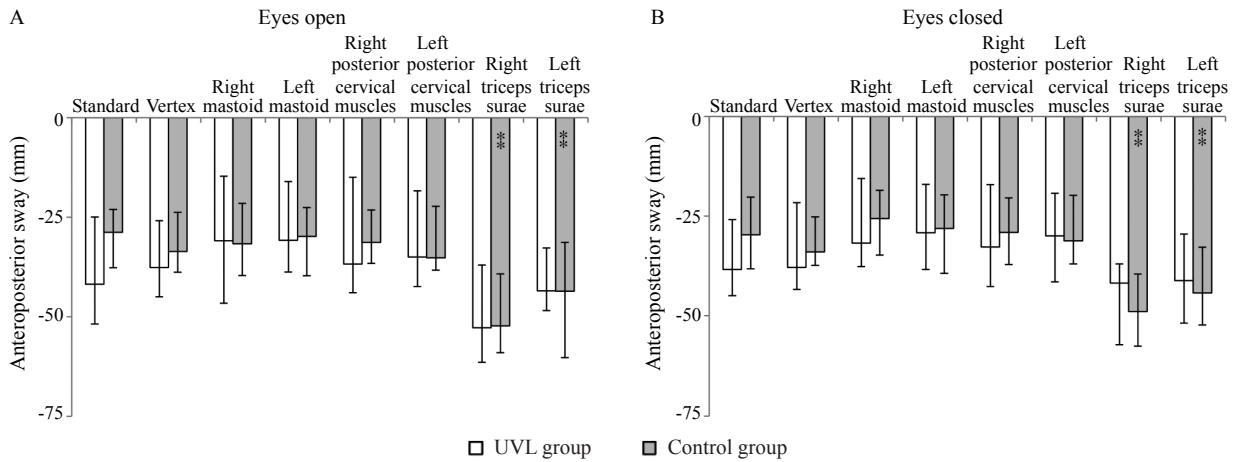 A
Eyes open
Standard
Vertex
Right
mastoid
Left
mastoid
Right
posterior
cervical
muscles
Left
posterior
cervical
muscles
Right
triceps
surae
Left
triceps
surae
0
-25
-50
-75
Anteroposterior sway (mm)
**
**
B
Eyes closed
Standard
Vertex
Right
mastoid
Left
mastoid
Right
posterior
cervical
muscles
Left
posterior
cervical
muscles
Right
triceps
surae
Left
triceps
surae
0
-25
-50
-75
Anteroposterior sway (mm)
**
**
UVL group
Control group